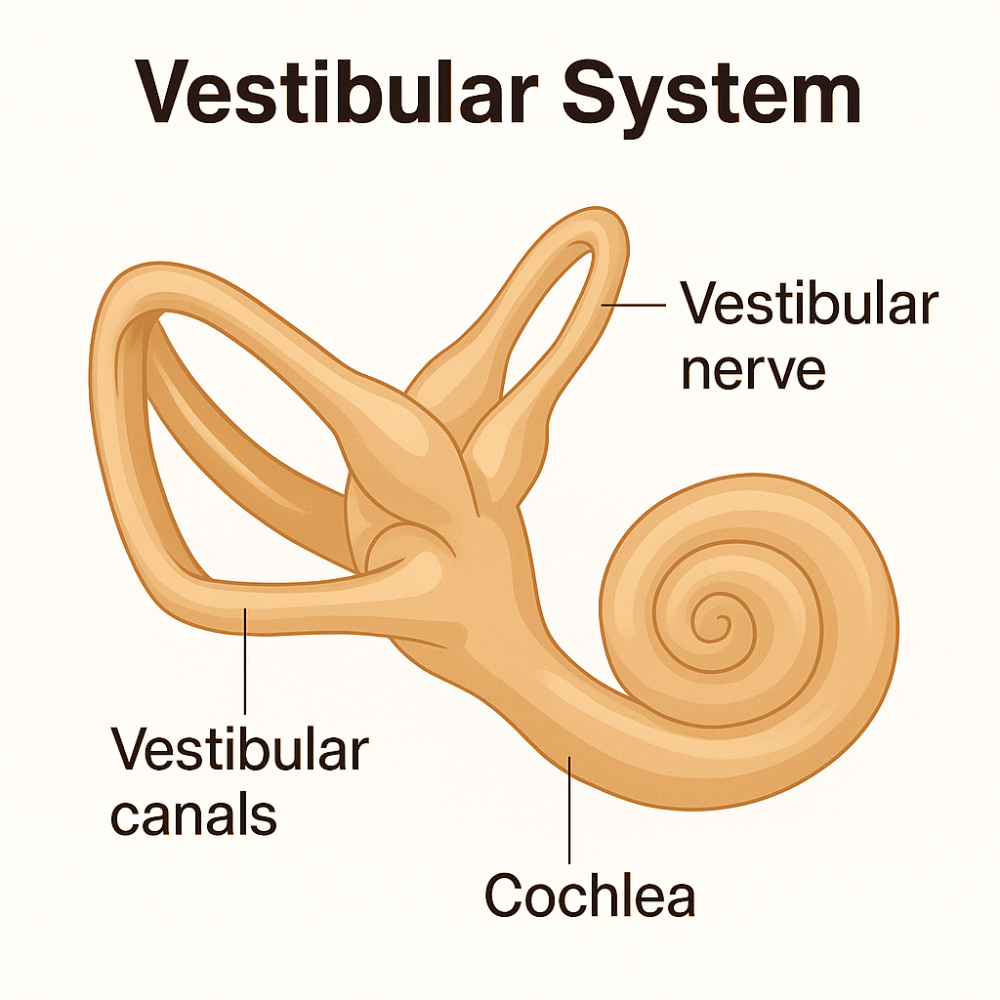 Vestibular System
Vestibular
nerve
Vestibular
canals
Cochlea